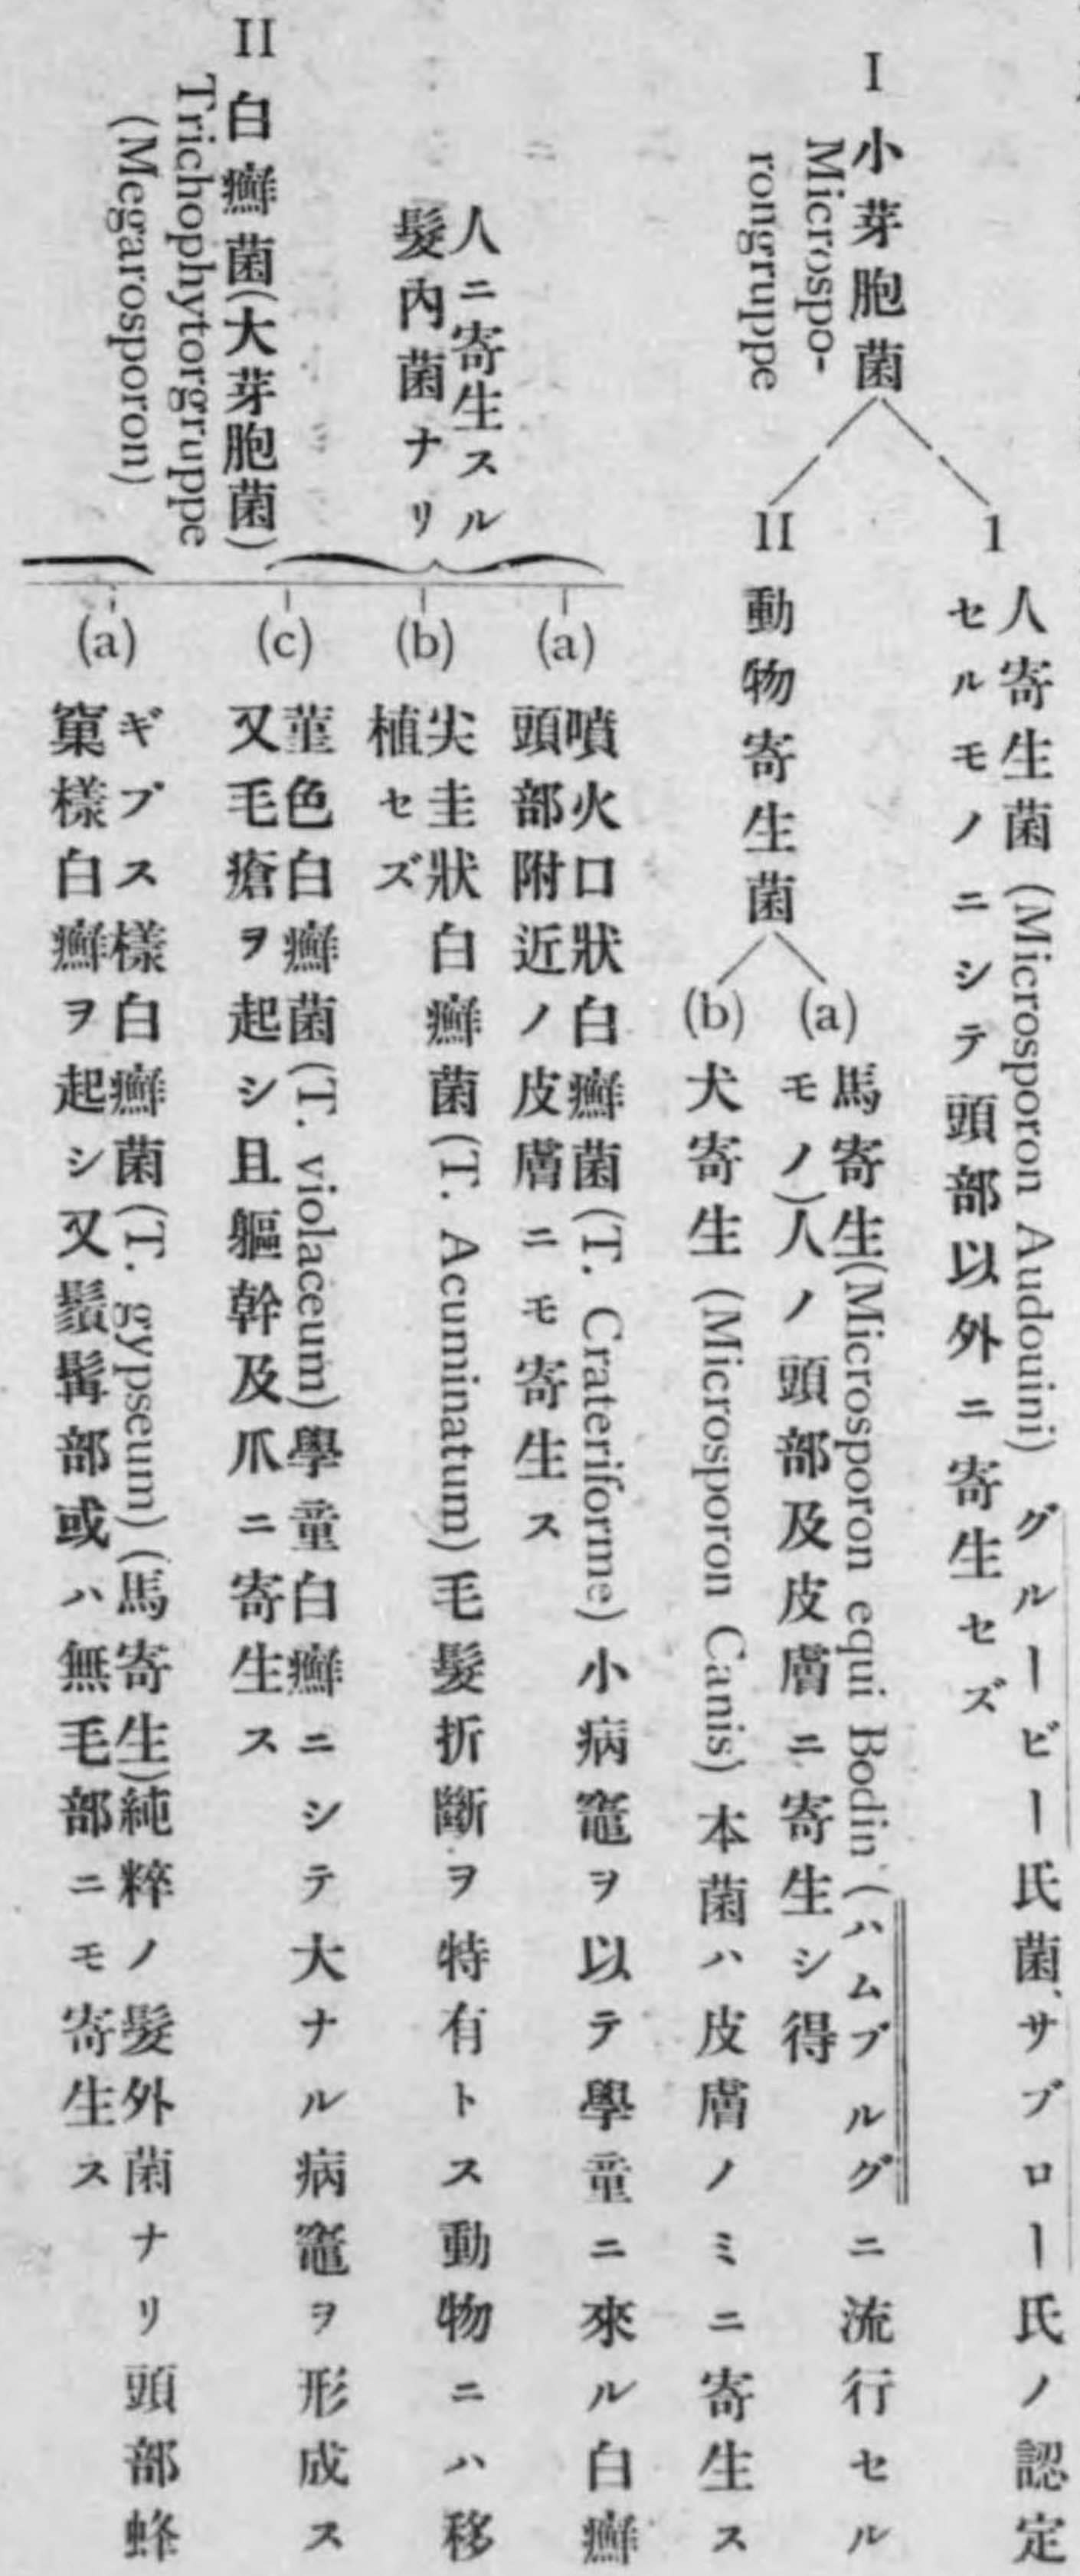 I 小芽胞菌
Microspo-
rongruppe
1 人寄生菌 (Microsporon Audouini) グルービー氏菌、サブロー氏ノ認定
セルモノニシテ頭部以外ニ寄生セズ
II 動物寄生菌
(a) 馬寄生(Microsporon equi Bodin (ハムブルグニ流行セル
モノ)人ノ頭部及皮膚ニ寄生シ得
(b) 犬寄生 (Microsporon Canis) 本菌ハ皮膚ノミニ寄生ス
II 白癬菌(大芽胞菌)
Trichophytorgruppe
(Megarosporon)
人ニ寄生スル
髮內菌ナリ
(a) 噴火口狀白癬菌 (T. Crateriforme) 小病竈ヲ以テ學童ニ來ル白癬
頭部附近ノ皮膚ニモ寄生ス
(b) 尖圭狀白癬菌 (T. Acuminatum) 毛髮折斷ヲ特有トス動物ニハ移
植セズ
(c) 菫色白癬菌 (T. violaceum) 學童白癬ニシテ大ナル病竈ヲ形成ス
又毛瘡ヲ起シ且軀幹及爪ニ寄生ス
(a) ギブス樣白癬菌 (T. gypseum) (馬寄生)純粹ノ髮外菌ナリ頭部蜂
窠樣白癬ヲ起シ又鬚髯部或ハ無毛部ニモ寄生ス